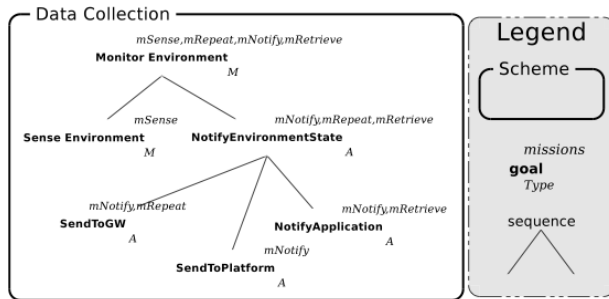 Data Collection
mSense,mRepeat,mNotify,mRetrieve
Monitor Environment
M
mSense
Sense Environment
M
mNotify,mRepeat,mRetrieve
NotifyEnvironmentState
A
mNotify,mRepeat
SendToGW
A
mNotify
SendToPlatform
A
mNotify,mRetrieve
NotifyApplication
A
Legend
Scheme
missions
goal
Type
sequence